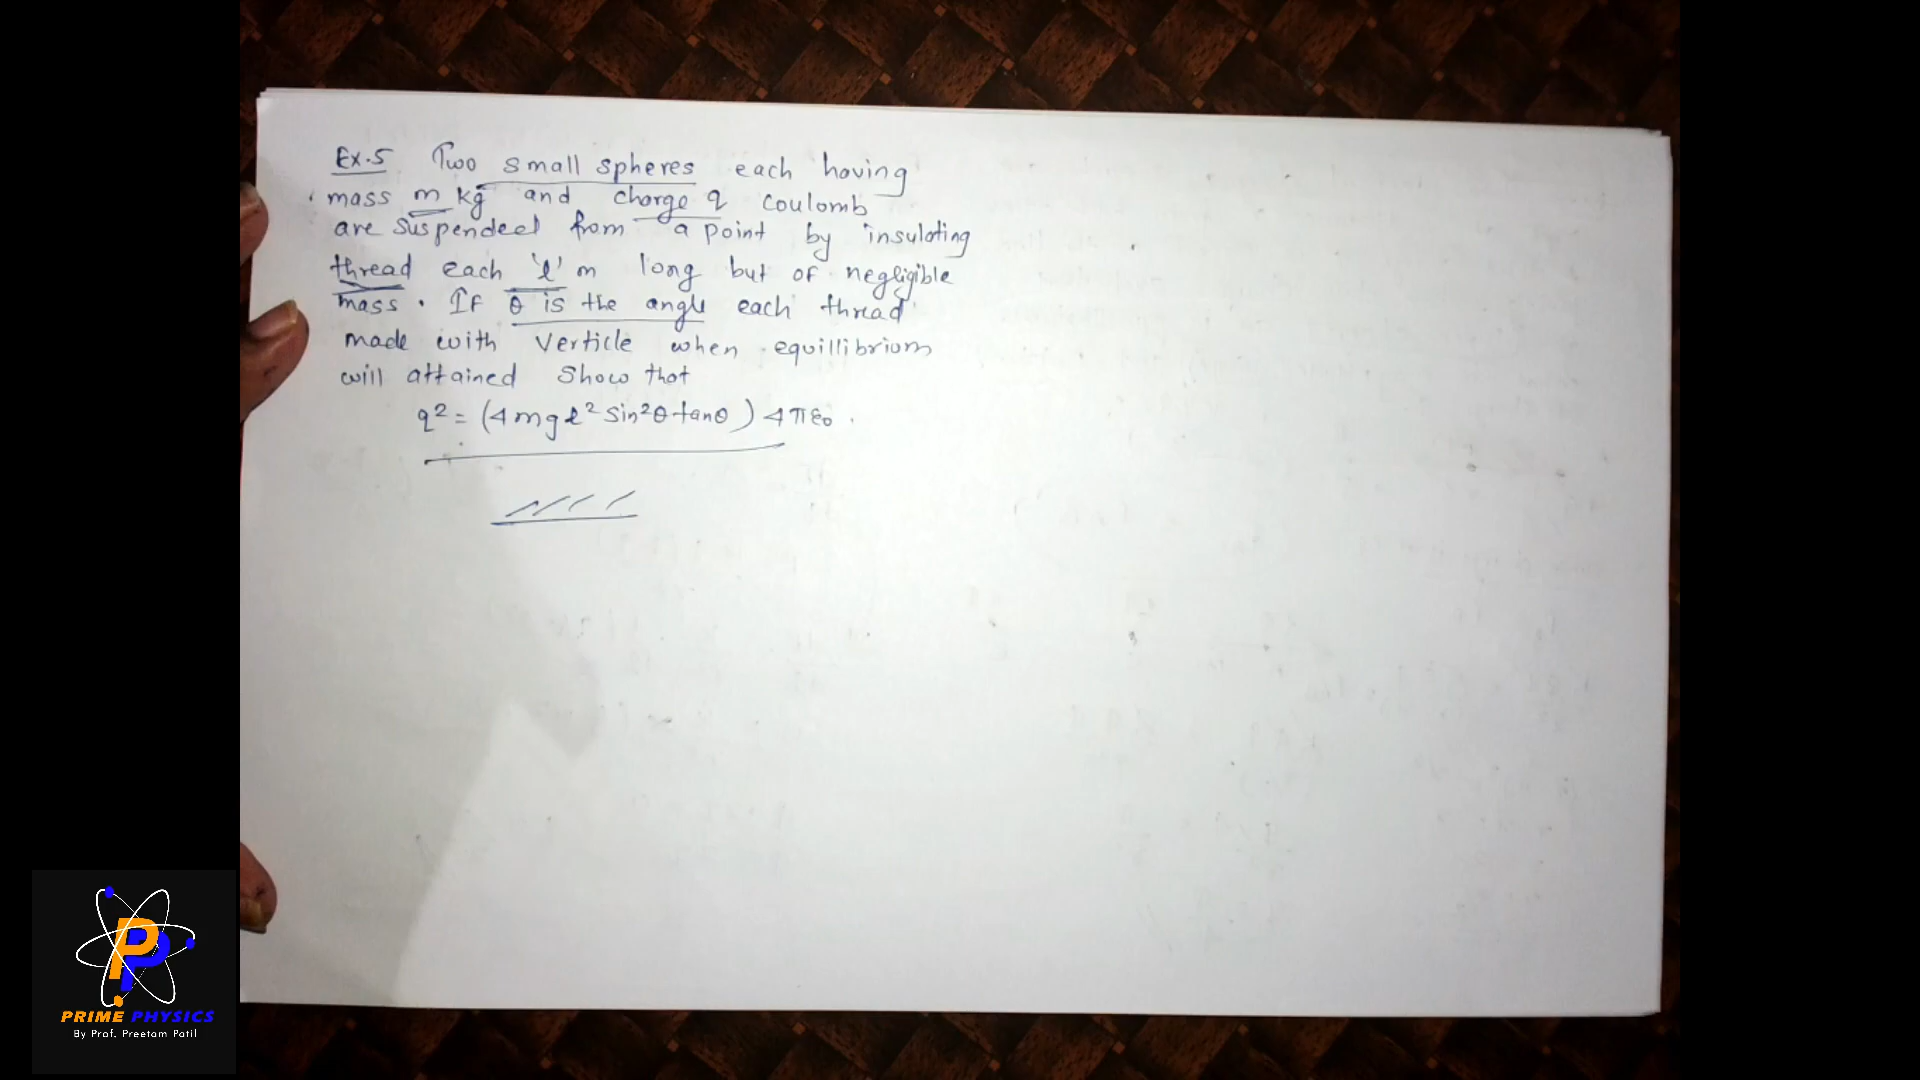 Ex.5 Two small spheres each having
mass m kg and charge q coulomb
are suspended from a point by insulating
thread each 'l' m long but of negligible
mass. If θ is the angle each thread
made with verticle when equillibrium
will attained show that
q² = (4mgl² sin²θ tanθ) 4πε₀.
PRIME PHYSICS
By Prof. Preetam Patil